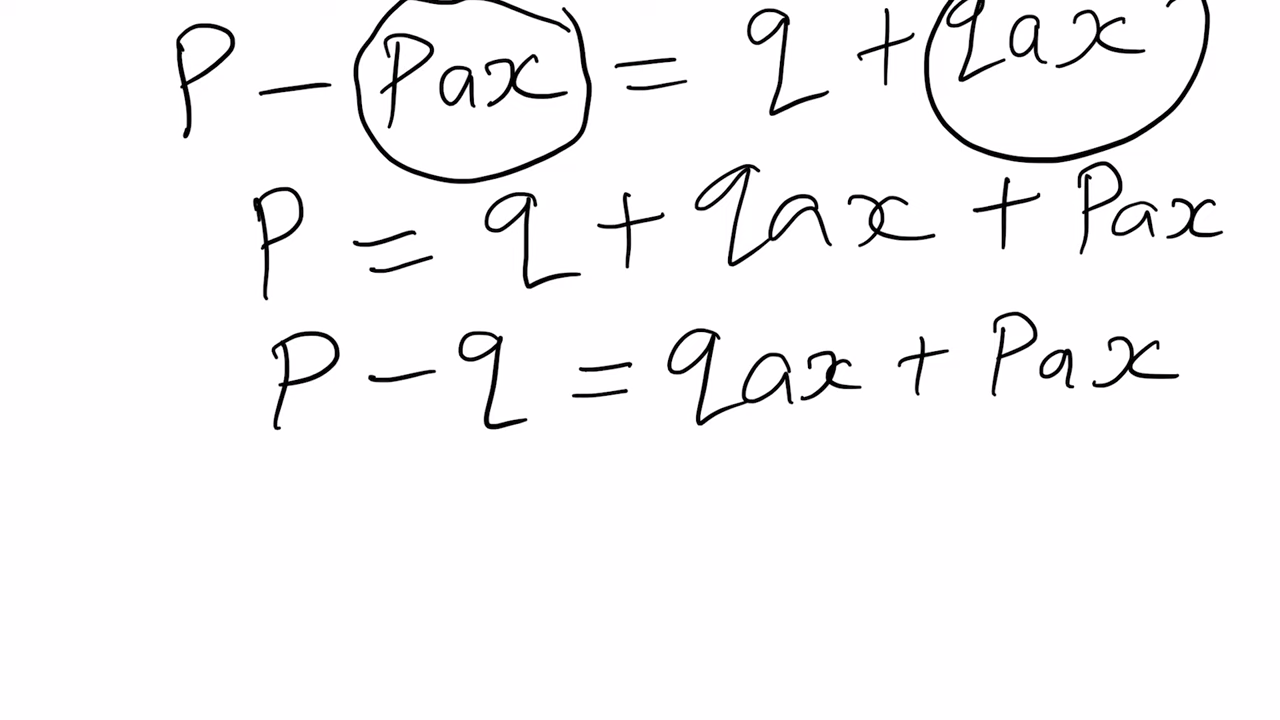 P - Pax = q + qax
P = q + qax + Pax
P - q = qax + Pax